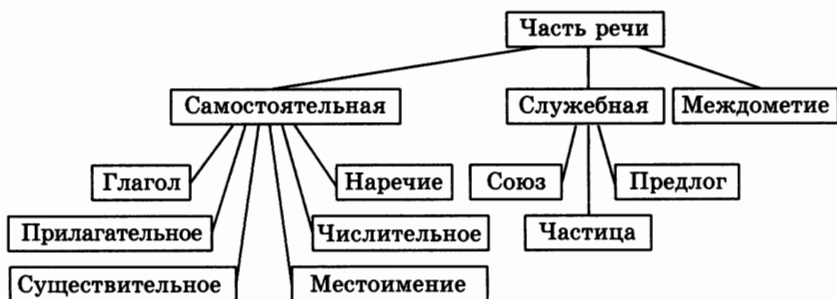 Часть речи
Самостоятельная
Служебная
Междометие
Глагол
Наречие
Союз
Предлог
Прилагательное
Числительное
Частица
Существительное
Местоимение